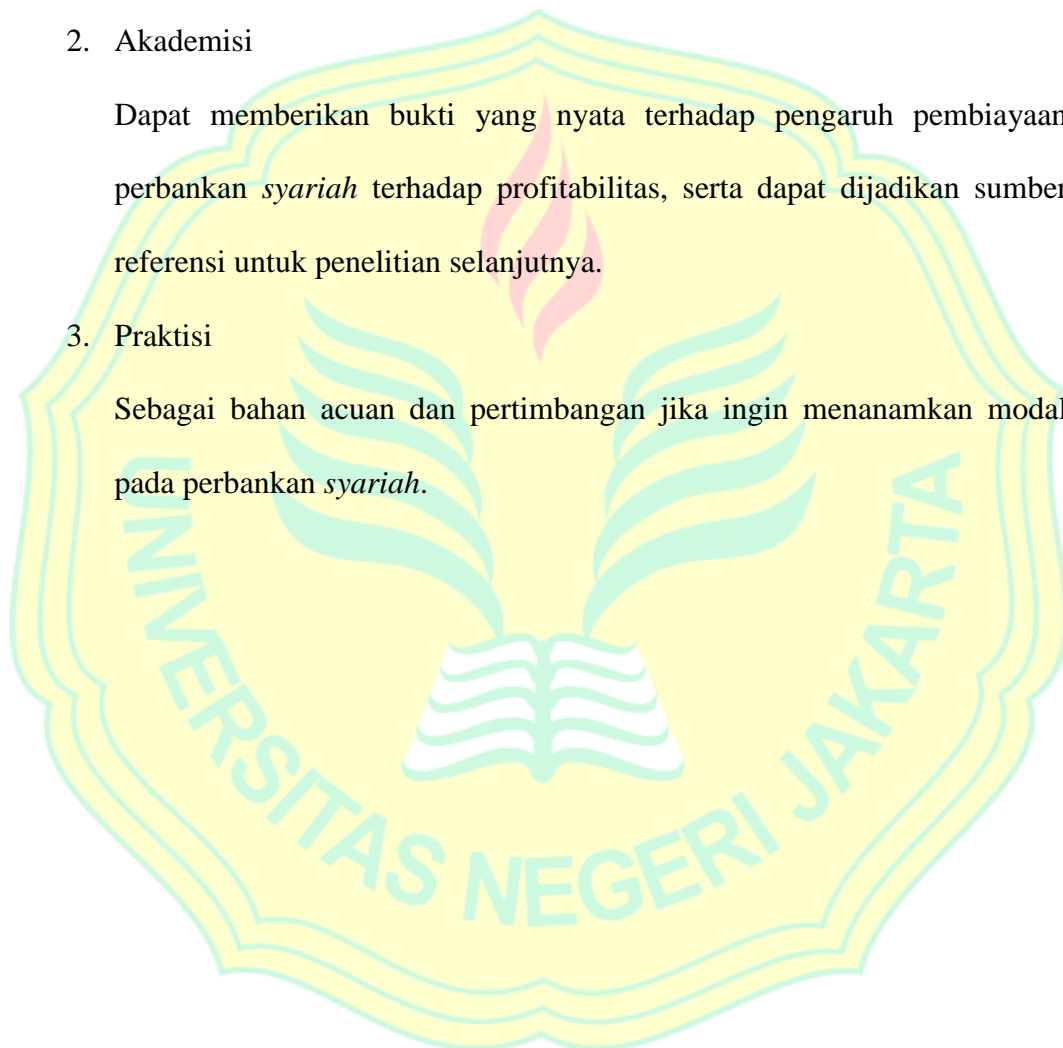 2. Akademisi
Dapat memberikan bukti yang nyata terhadap pengaruh pembiayaan
perbankan syariah terhadap profitabilitas, serta dapat dijadikan sumber
referensi untuk penelitian selanjutnya.
3. Praktisi
Sebagai bahan acuan dan pertimbangan jika ingin menanamkan modal
pada perbankan syariah.
UNIVERSITAS NEGERI JAKARTA